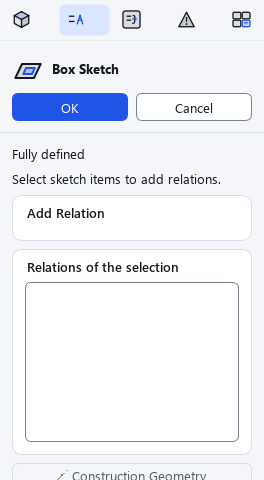 Box Sketch
OK
Cancel
Fully defined
Select sketch items to add relations.
Add Relation
Relations of the selection
Construction Geometry